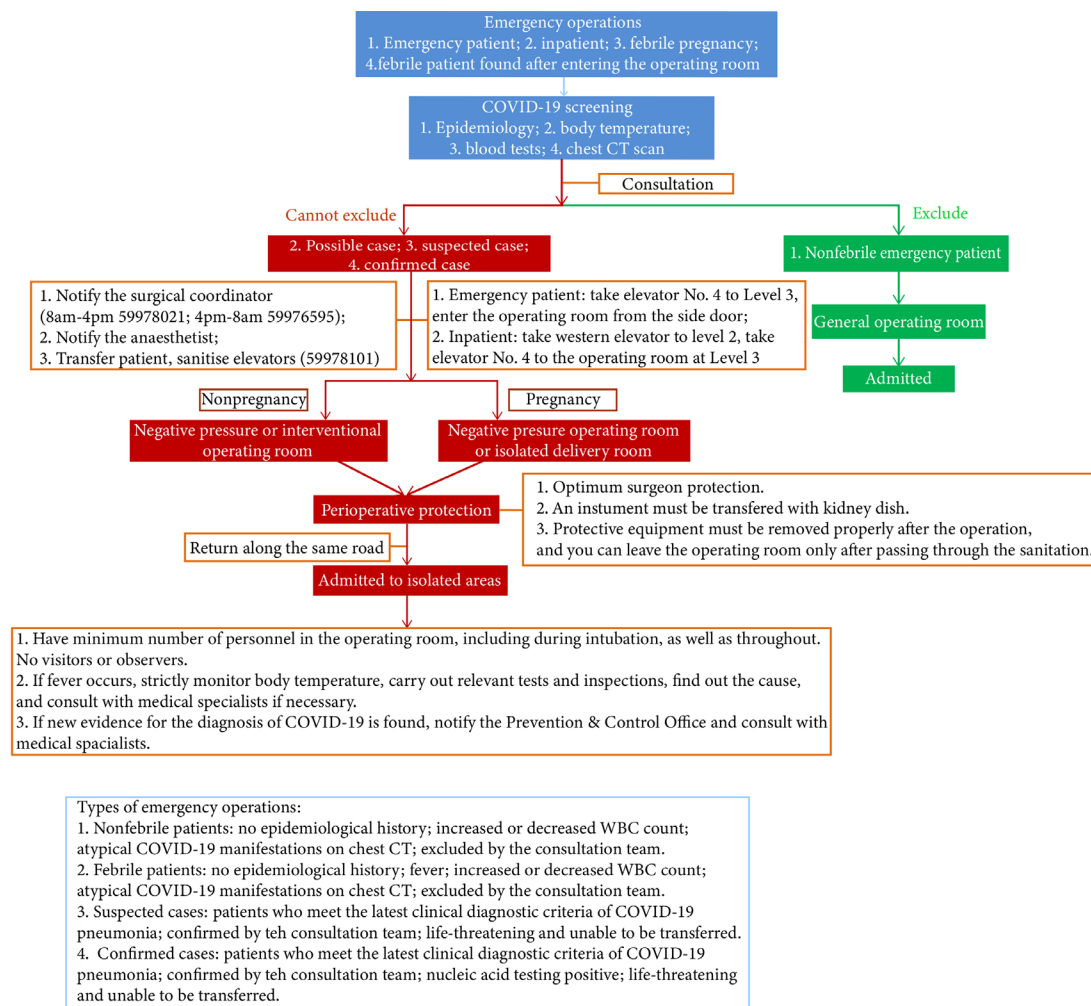 Emergency operations
1. Emergency patient; 2. inpatient; 3. febrile pregnancy;
4.febrile patient found after entering the operating room
COVID-19 screening
1. Epidemiology; 2. body temperature;
3. blood tests; 4. chest CT scan
Consultation
Cannot exclude
Exclude
2. Possible case; 3. suspected case;
4. confirmed case
1. Nonfebrile emergency patient
1. Notify the surgical coordinator
(8am-4pm 59978021; 4pm-8am 59976595);
2. Notify the anaesthetist;
3. Transfer patient, sanitise elevators (59978101)
1. Emergency patient: take elevator No. 4 to Level 3,
enter the operating room from the side door;
2. Inpatient: take western elevator to level 2, take
elevator No. 4 to the operating room at Level 3
General operating room
Admitted
Nonpregnancy
Pregnancy
Negative pressure or interventional
operating room
Negative presure operating room
or isolated delivery room
Perioperative protection
1. Optimum surgeon protection.
2. An instument must be transfered with kidney dish.
3. Protective equipment must be removed properly after the operation,
and you can leave the operating room only after passing through the sanitation.
Return along the same road
Admitted to isolated areas
1. Have minimum number of personnel in the operating room, including during intubation, as well as throughout.
No visitors or observers.
2. If fever occurs, strictly monitor body temperature, carry out relevant tests and inspections, find out the cause,
and consult with medical specialists if necessary.
3. If new evidence for the diagnosis of COVID-19 is found, notify the Prevention & Control Office and consult with
medical spacialists.
Types of emergency operations:
1. Nonfebrile patients: no epidemiological history; increased or decreased WBC count;
atypical COVID-19 manifestations on chest CT; excluded by the consultation team.
2. Febrile patients: no epidemiological history; fever; increased or decreased WBC count;
atypical COVID-19 manifestations on chest CT; excluded by the consultation team.
3. Suspected cases: patients who meet the latest clinical diagnostic criteria of COVID-19
pneumonia; confirmed by teh consultation team; life-threatening and unable to be transferred.
4. Confirmed cases: patients who meet the latest clinical diagnostic criteria of COVID-19
pneumonia; confirmed by teh consultation team; nucleic acid testing positive; life-threatening
and unable to be transferred.